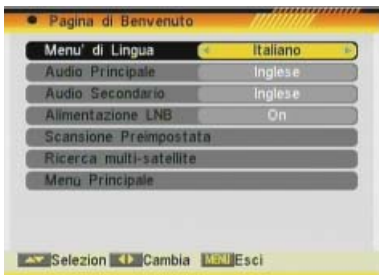 Pagina di Benvenuto
Menu' di Lingua Italiano
Audio Principale Inglese
Audio Secondario Inglese
Alimentazione LNB On
Scansione Preimpostata
Ricerca multi-satellite
Menù Principale
Selezion Cambia MENU Esci